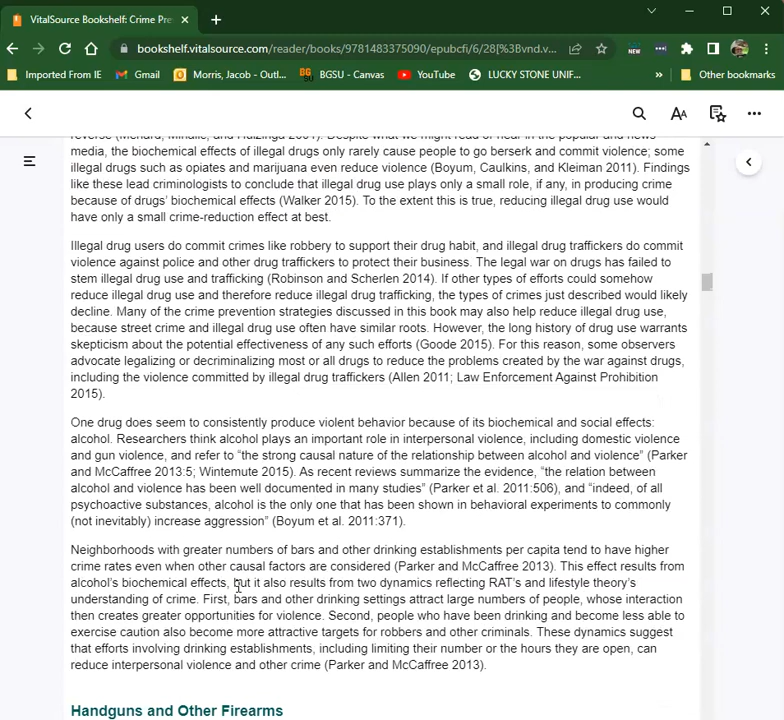 VitalSource Bookshelf: Crime Pre
bookshelf.vitalsource.com/reader/books/9781483375090/epubcfi/6/28[%3Bvnd.v...
NEW
Imported From IE
Gmail
Morris, Jacob - Outl...
BGSU - Canvas
YouTube
LUCKY STONE UNIF...
»
Other bookmarks
AA
reverse (Menard, Mihalic, and Huizinga 2001). Despite what we might read or hear in the popular and news
media, the biochemical effects of illegal drugs only rarely cause people to go berserk and commit violence; some
illegal drugs such as opiates and marijuana even reduce violence (Boyum, Caulkins, and Kleiman 2011). Findings
like these lead criminologists to conclude that illegal drug use plays only a small role, if any, in producing crime
because of drugs' biochemical effects (Walker 2015). To the extent this is true, reducing illegal drug use would
have only a small crime-reduction effect at best.
Illegal drug users do commit crimes like robbery to support their drug habit, and illegal drug traffickers do commit
violence against police and other drug traffickers to protect their business. The legal war on drugs has failed to
stem illegal drug use and trafficking (Robinson and Scherlen 2014). If other types of efforts could somehow
reduce illegal drug use and therefore reduce illegal drug trafficking, the types of crimes just described would likely
decline. Many of the crime prevention strategies discussed in this book may also help reduce illegal drug use,
because street crime and illegal drug use often have similar roots. However, the long history of drug use warrants
skepticism about the potential effectiveness of any such efforts (Goode 2015). For this reason, some observers
advocate legalizing or decriminalizing most or all drugs to reduce the problems created by the war against drugs,
including the violence committed by illegal drug traffickers (Allen 2011; Law Enforcement Against Prohibition
2015).
One drug does seem to consistently produce violent behavior because of its biochemical and social effects:
alcohol. Researchers think alcohol plays an important role in interpersonal violence, including domestic violence
and gun violence, and refer to “the strong causal nature of the relationship between alcohol and violence” (Parker
and McCaffree 2013:5; Wintemute 2015). As recent reviews summarize the evidence, “the relation between
alcohol and violence has been well documented in many studies” (Parker et al. 2011:506), and “indeed, of all
psychoactive substances, alcohol is the only one that has been shown in behavioral experiments to commonly
(not inevitably) increase aggression” (Boyum et al. 2011:371).
Neighborhoods with greater numbers of bars and other drinking establishments per capita tend to have higher
crime rates even when other causal factors are considered (Parker and McCaffree 2013). This effect results from
alcohol's biochemical effects, but it also results from two dynamics reflecting RAT's and lifestyle theory's
understanding of crime. First, bars and other drinking settings attract large numbers of people, whose interaction
then creates greater opportunities for violence. Second, people who have been drinking and become less able to
exercise caution also become more attractive targets for robbers and other criminals. These dynamics suggest
that efforts involving drinking establishments, including limiting their number or the hours they are open, can
reduce interpersonal violence and other crime (Parker and McCaffree 2013).
Handguns and Other Firearms